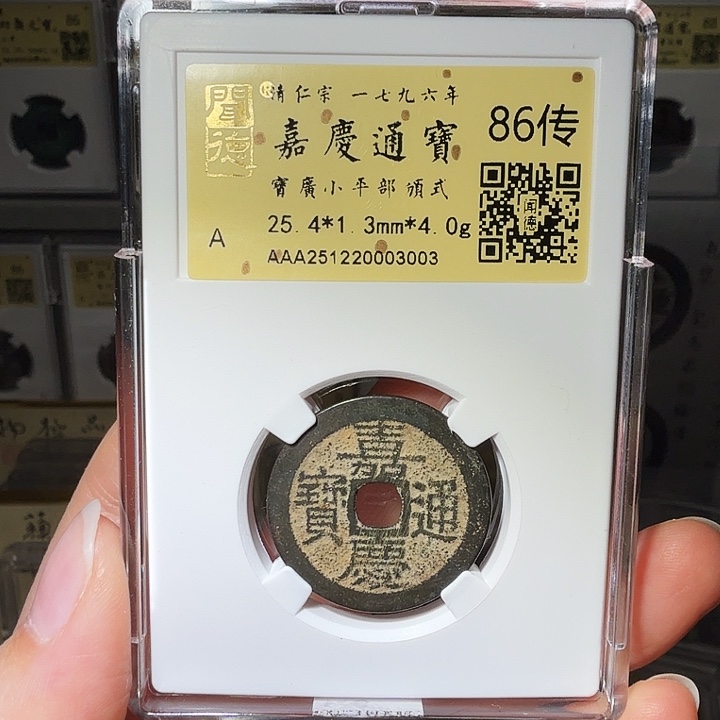 聞德®
清仁宗 一七九六年
嘉慶通寶
86传
寶廣小平部頒式
闻德
A
25.4*1.3mm*4.0g
AAA251220003003
嘉慶通寶